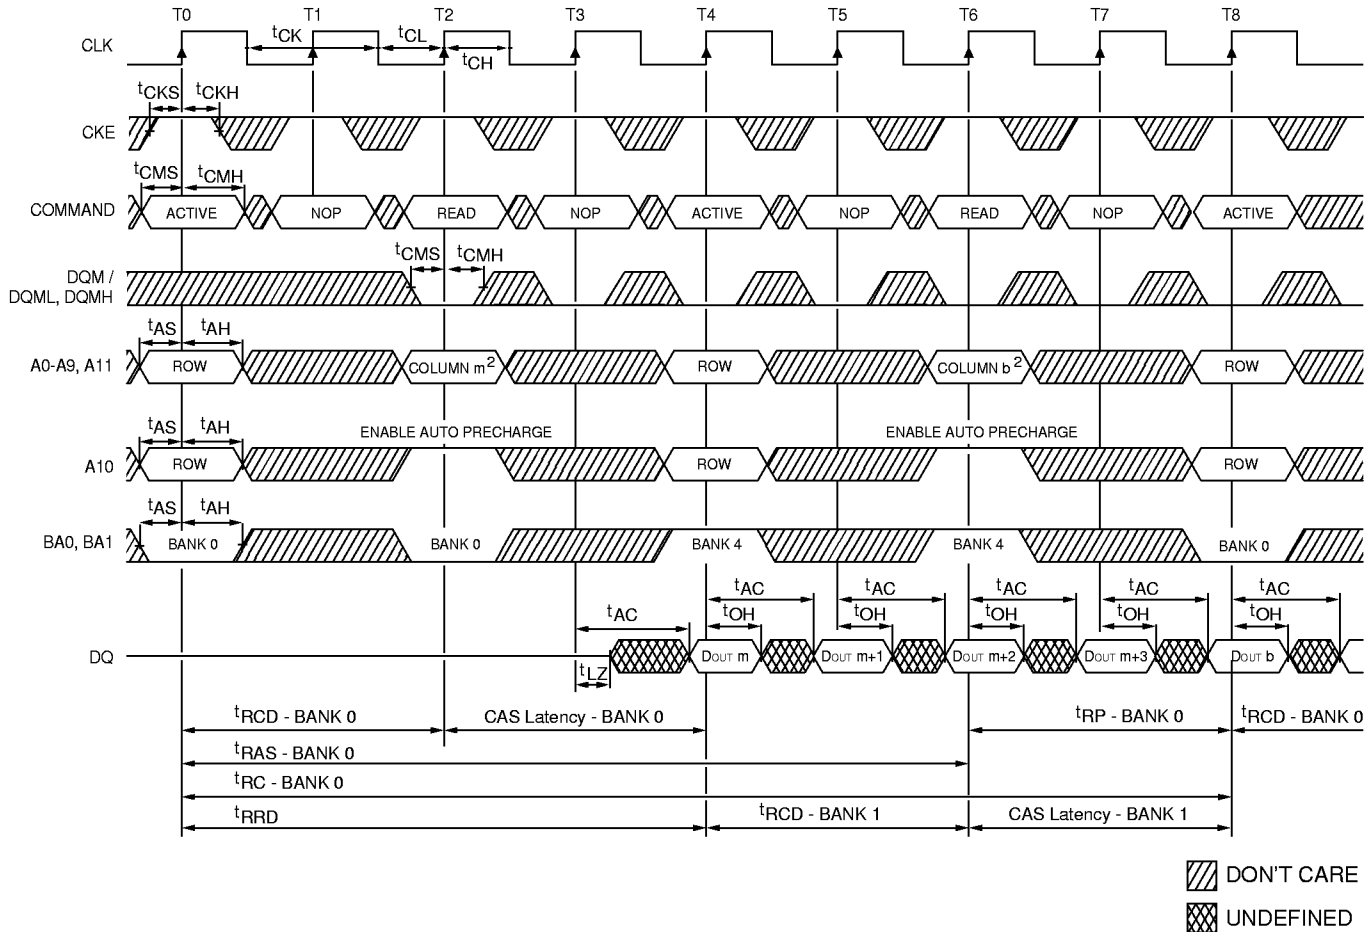 T0 T1 T2 T3 T4 T5 T6 T7 T8
CLK tCK tCL tCH
tCKS tCKH
CKE
tCMS tCMH
COMMAND ACTIVE NOP READ NOP ACTIVE NOP READ NOP ACTIVE
tCMS tCMH
DQM /
DQML, DQMH
tAS tAH
A0-A9, A11 ROW COLUMN m2 ROW COLUMN b2 ROW
tAS tAH ENABLE AUTO PRECHARGE ENABLE AUTO PRECHARGE
A10 ROW ROW ROW
tAS tAH
BA0, BA1 BANK 0 BANK 0 BANK 4 BANK 4 BANK 0
tAC tAC tAC tAC tAC
tAC tOH tOH tOH tOH tOH
DQ DOUT m DOUT m+1 DOUT m+2 DOUT m+3 DOUT b
tLZ
tRCD - BANK 0 CAS Latency - BANK 0 tRP - BANK 0 tRCD - BANK 0
tRAS - BANK 0
tRC - BANK 0
tRRD tRCD - BANK 1 CAS Latency - BANK 1
DON'T CARE
UNDEFINED